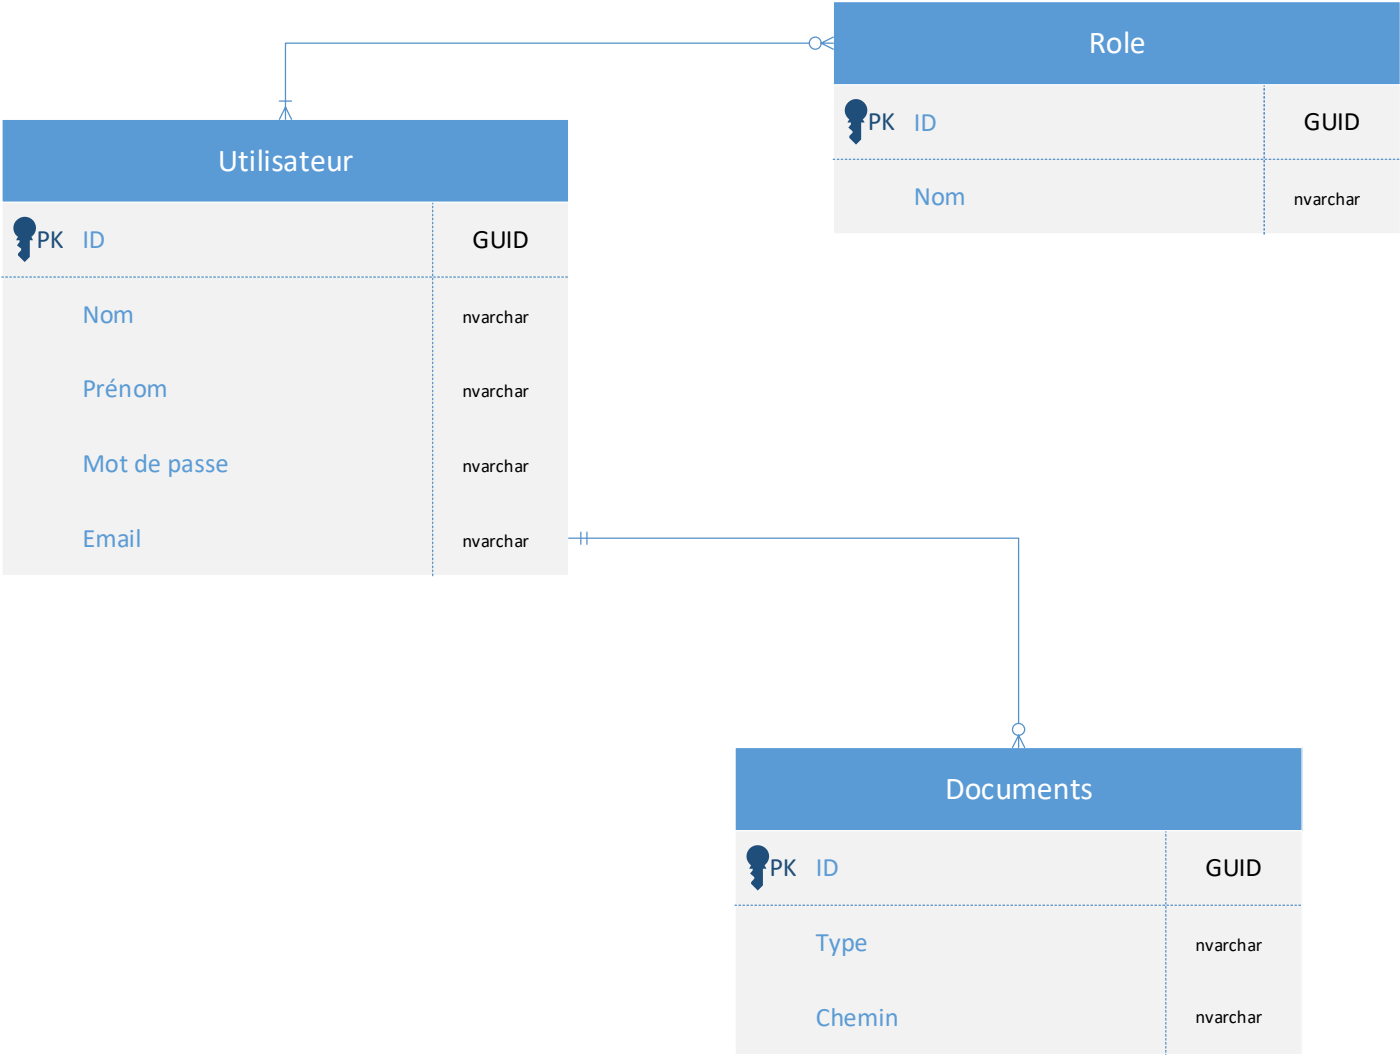 Role
PK ID GUID
Nom nvarchar
Utilisateur
PK ID GUID
Nom nvarchar
Prénom nvarchar
Mot de passe nvarchar
Email nvarchar
Documents
PK ID GUID
Type nvarchar
Chemin nvarchar